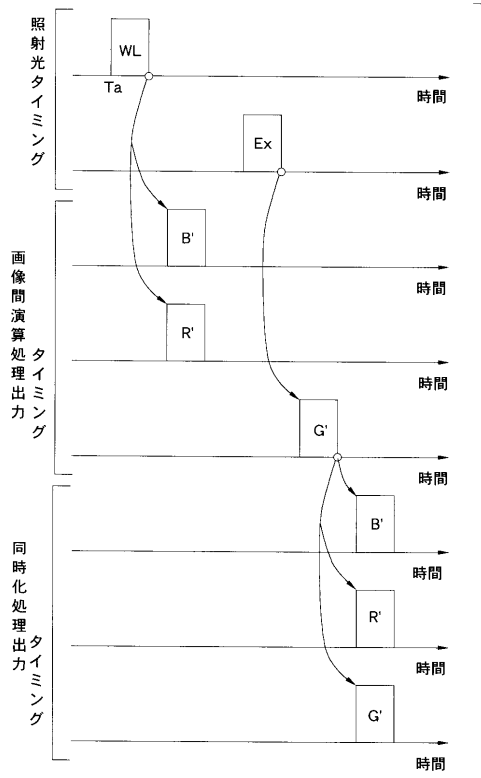 照射光タイミング
WL
Ta
時間
Ex
時間
画像間演算処理出力
タイミング
B'
時間
R'
時間
G'
時間
同時化処理出力
タイミング
B'
時間
R'
時間
G'
時間